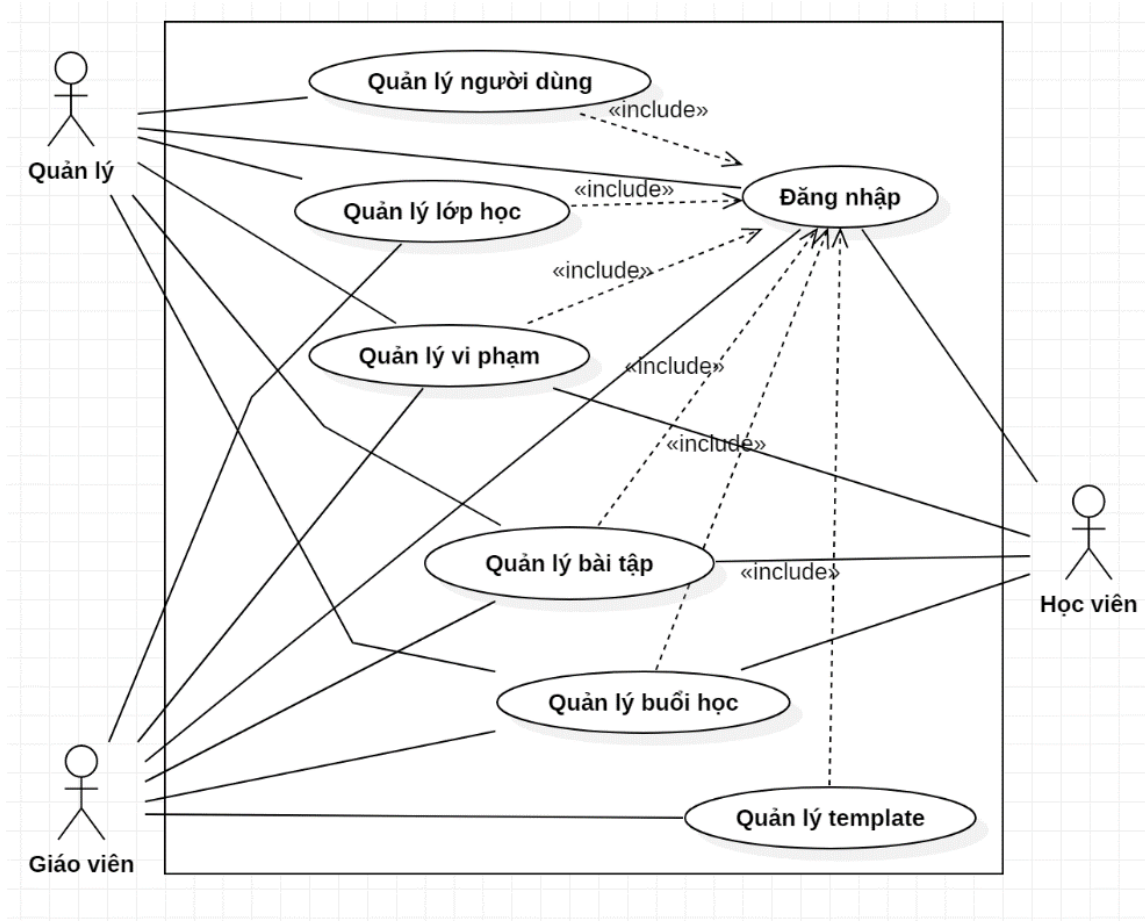 Quản lý người dùng
«include»
Quản lý
«include»
Đăng nhập
Quản lý lớp học
«include»
Quản lý vi phạm
«include»
«include»
Quản lý bài tập
«include»
Học viên
Quản lý buổi học
Quản lý template
Giáo viên